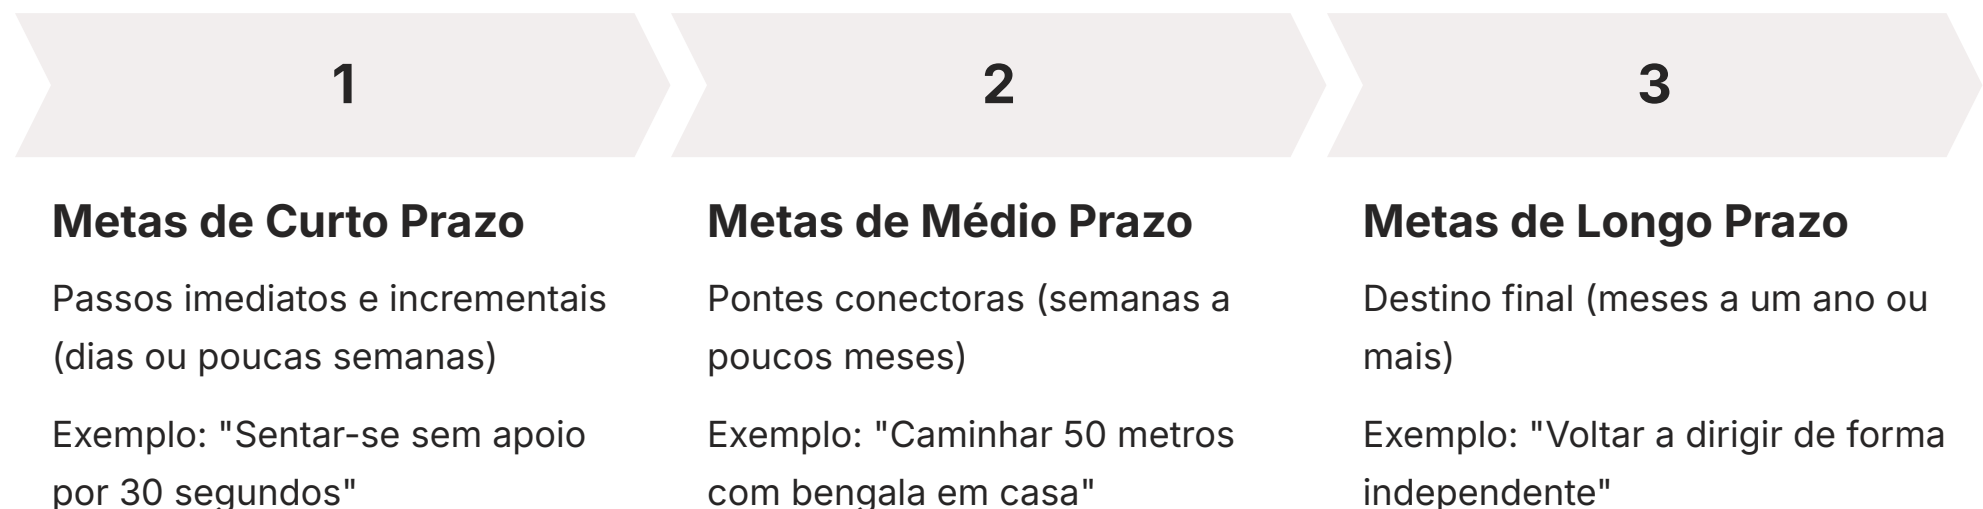 1
Metas de Curto Prazo
Passos imediatos e incrementais
(dias ou poucas semanas)
Exemplo: "Sentar-se sem apoio
por 30 segundos"
2
Metas de Médio Prazo
Pontes conectoras (semanas a
poucos meses)
Exemplo: "Caminhar 50 metros
com bengala em casa"
3
Metas de Longo Prazo
Destino final (meses a um ano ou
mais)
Exemplo: "Voltar a dirigir de forma
independente"